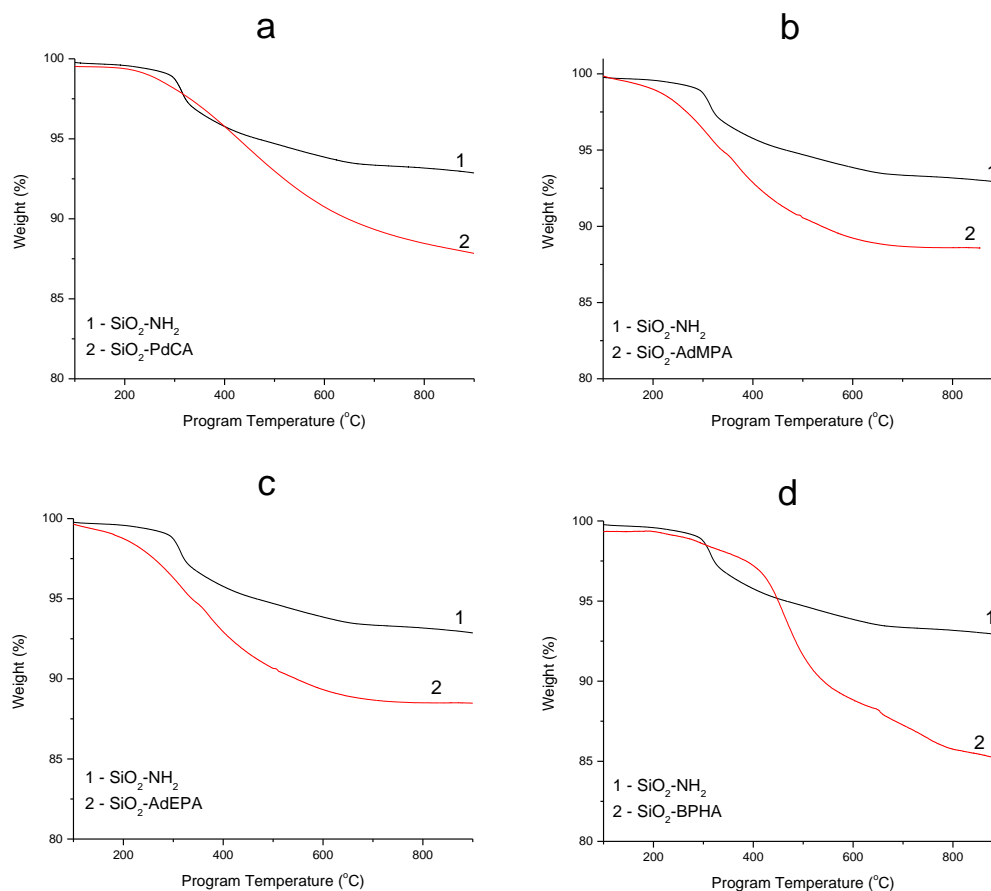 a
100
95
90
85
80
Weight (%)
1
2
1 - SiO₂-NH₂
2 - SiO₂-PdCA
200 400 600 800
Program Temperature (°C)
b
100
95
90
85
80
Weight (%)
1
2
1 - SiO₂-NH₂
2 - SiO₂-AdMPA
200 400 600 800
Program Temperature (°C)
c
100
95
90
85
80
Weight (%)
1
2
1 - SiO₂-NH₂
2 - SiO₂-AdEPA
200 400 600 800
Program Temperature (°C)
d
100
95
90
85
80
Weight (%)
1
2
1 - SiO₂-NH₂
2 - SiO₂-BPHA
200 400 600 800
Program Temperature (°C)